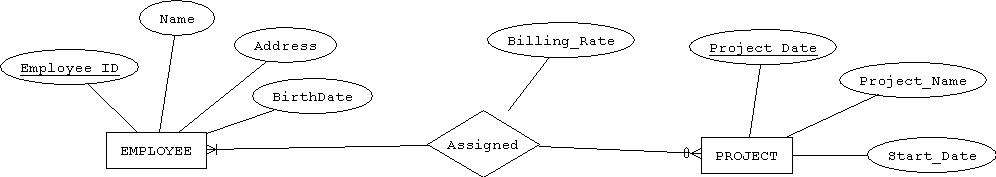 Name
Address
Employee ID
BirthDate
EMPLOYEE
Billing_Rate
Assigned
Project Date
Project_Name
PROJECT
Start_Date